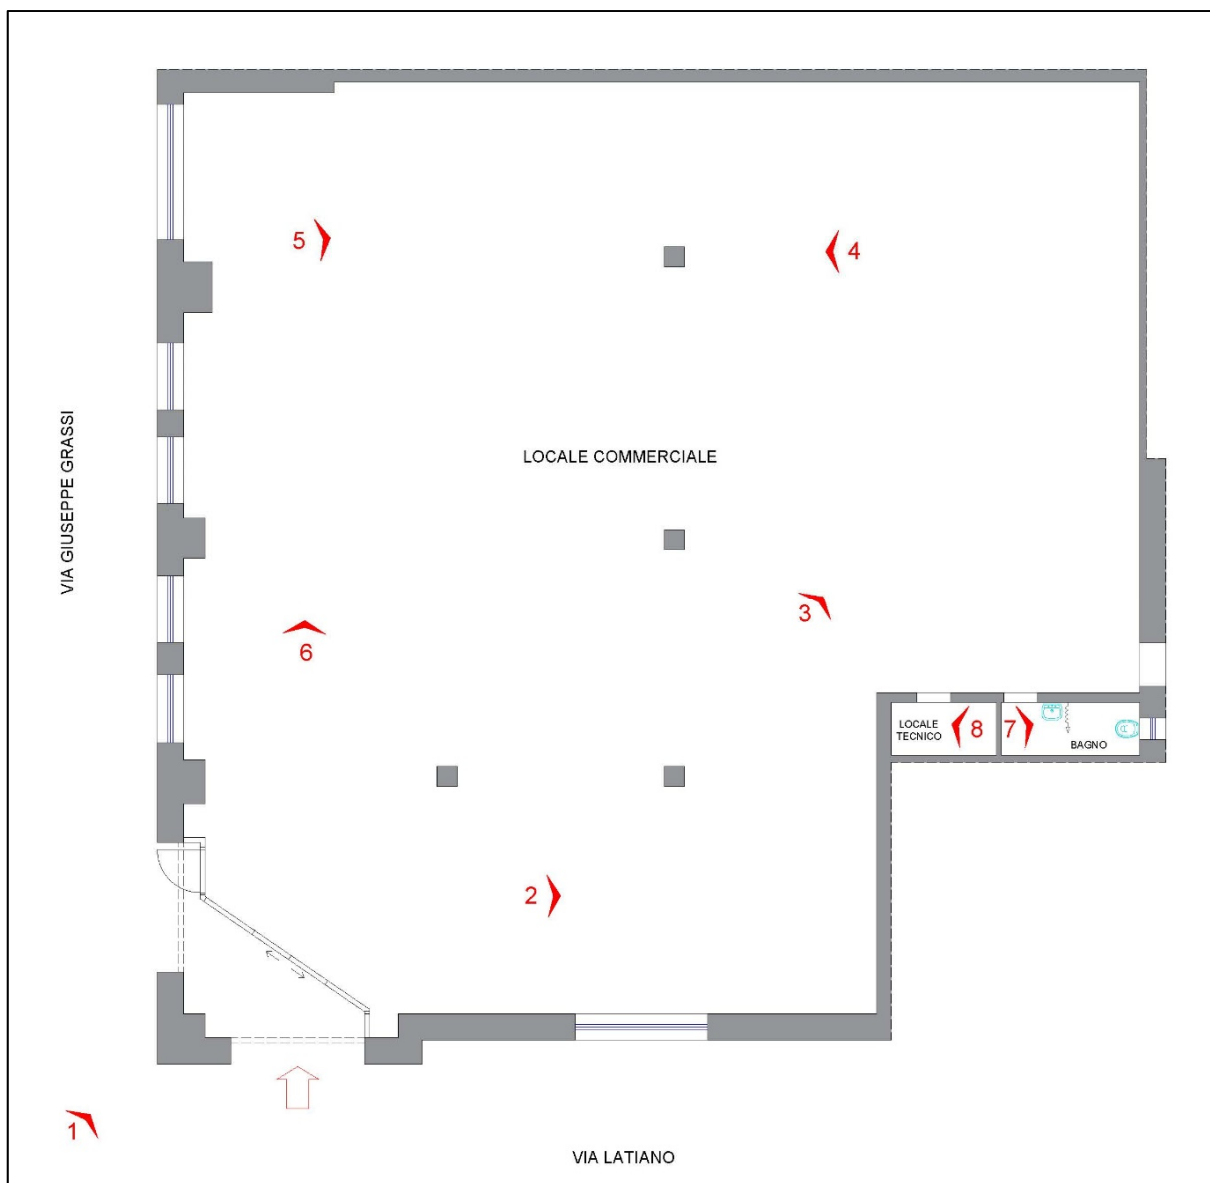 5
4
VIA GIUSEPPE GRASSI
LOCALE COMMERCIALE
3
6
LOCALE
TECNICO
8
7
BAGNO
2
1
VIA LATIANO